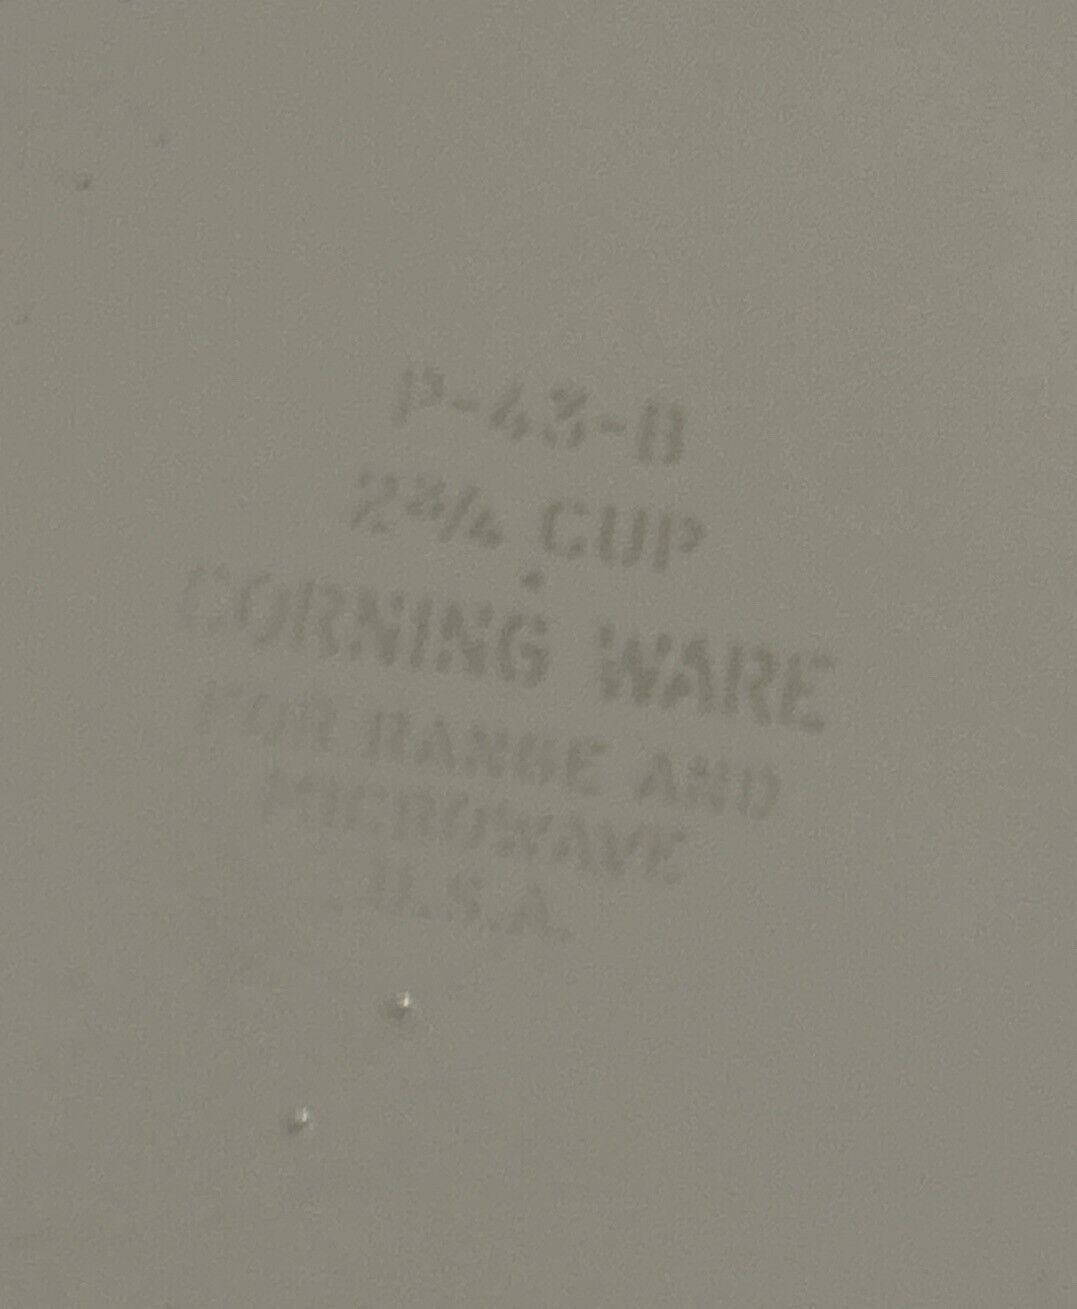 P-43-B
2¾ CUP
CORNING WARE
FOR RANGE AND
MICROWAVE
U.S.A.